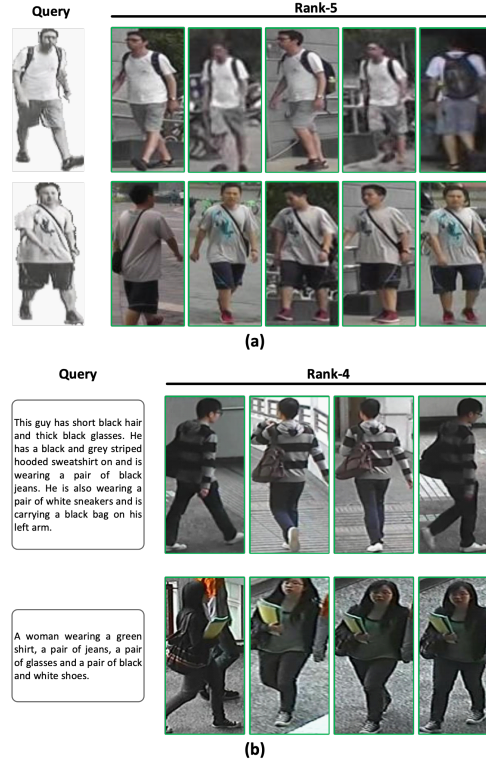 Query
Rank-5
(a)
Query
Rank-4
This guy has short black hair
and thick black glasses. He
has a black and grey striped
hooded sweatshirt on and is
wearing a pair of black
jeans. He is also wearing a
pair of white sneakers and is
carrying a black bag on his
left arm.
A woman wearing a green
shirt, a pair of jeans, a pair
of glasses and a pair of black
and white shoes.
(b)